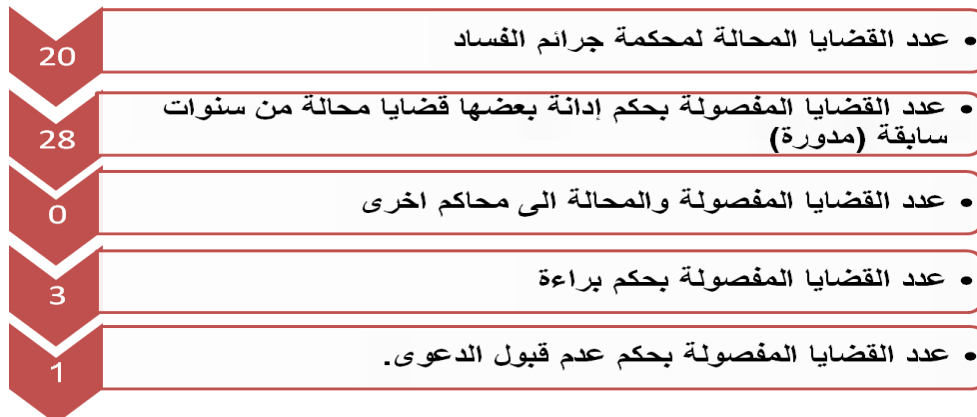 • عدد القضايا المحالة لمحكمة جرائم الفساد
20
• عدد القضايا المفصولة بحكم إدانة بعضها قضايا محالة من سنوات
سابقة (مدورة)
28
• عدد القضايا المفصولة والمحالة الى محاكم اخرى
0
• عدد القضايا المفصولة بحكم براءة
3
• عدد القضايا المفصولة بحكم عدم قبول الدعوى.
1